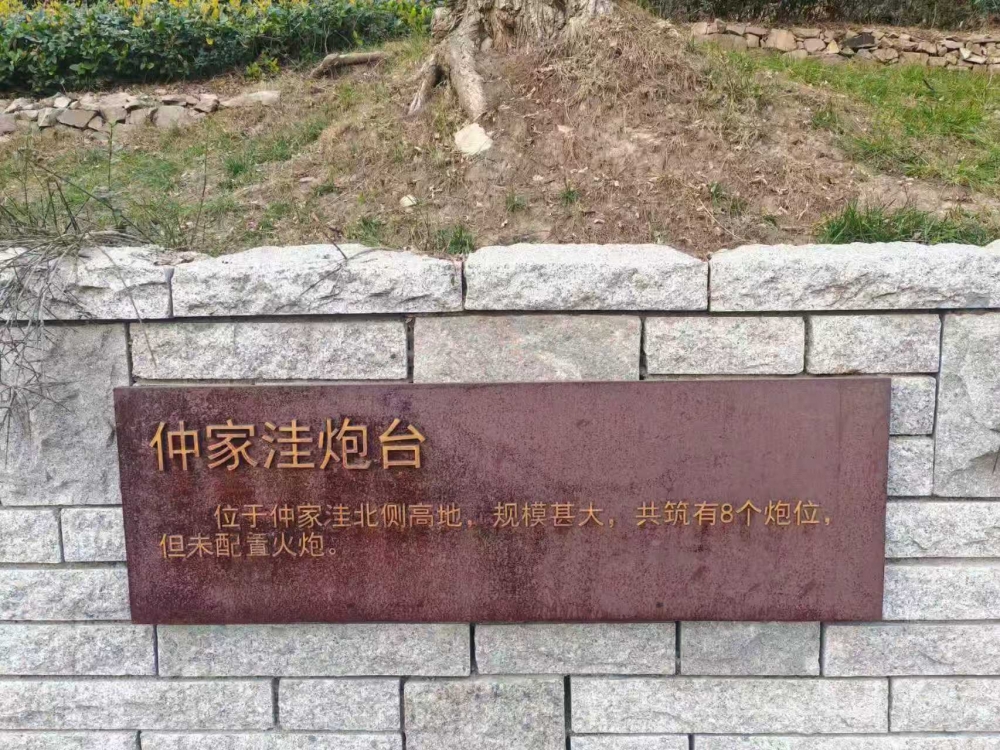 仲家洼炮台
位于仲家洼北侧高地，规模甚大，共筑有8个炮位，
但未配置火炮。